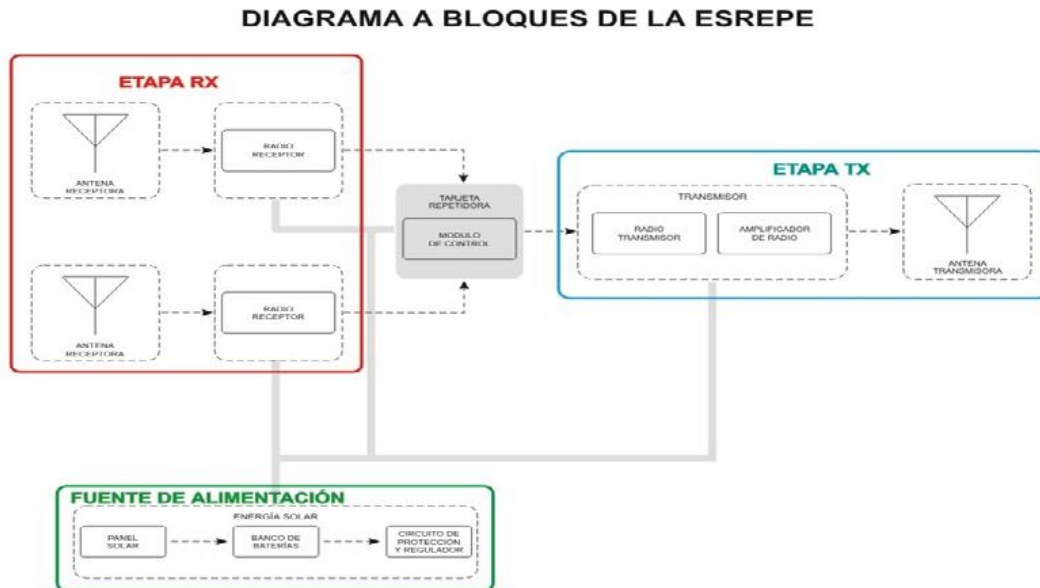 DIAGRAMA A BLOQUES DE LA ESREPE
ETAPA RX
ANTENA
RECEPTORA
RADIO
RECEPTOR
ANTENA
RECEPTORA
RADIO
RECEPTOR
TARJETA
REPETIDORA
MODULO
DE CONTROL
ETAPA TX
TRANSMISOR
RADIO
TRANSMISOR
AMPLIFICADOR
DE RADIO
ANTENA
TRANSMISORA
FUENTE DE ALIMENTACIÓN
ENERGÍA SOLAR
PANEL
SOLAR
BANCO DE
BATERÍAS
CIRCUITO DE
PROTECCIÓN
Y REGULADOR